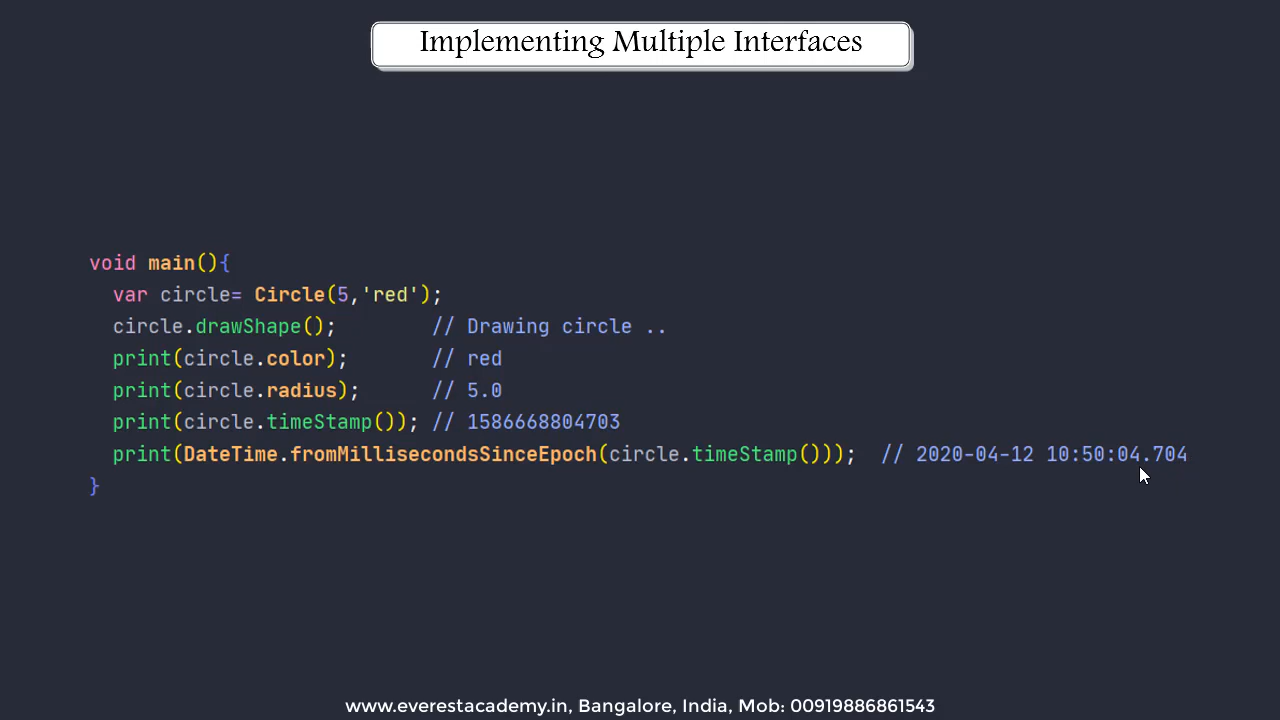 Implementing Multiple Interfaces
void main(){
var circle= Circle(5,'red');
circle.drawShape(); // Drawing circle ..
print(circle.color); // red
print(circle.radius); // 5.0
print(circle.timeStamp()); // 1586668804703
print(DateTime.fromMillisecondsSinceEpoch(circle.timeStamp())); // 2020-04-12 10:50:04.704
}
www.everestacademy.in, Bangalore, India, Mob: 00919886861543